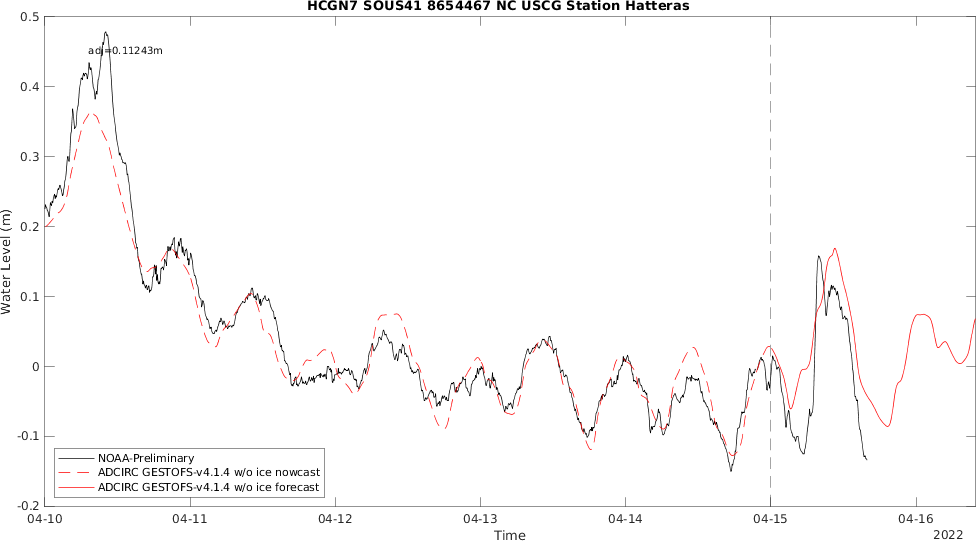 HCGN7 SOUS41 8654467 NC USCG Station Hatteras
adj=0.11243m
0.5
0.4
0.3
0.2
0.1
0
-0.1
-0.2
Water Level (m)
NOAA-Preliminary
ADCIRC GESTOFS-v4.1.4 w/o ice nowcast
ADCIRC GESTOFS-v4.1.4 w/o ice forecast
04-10 04-11 04-12 04-13 04-14 04-15 04-16
Time
2022